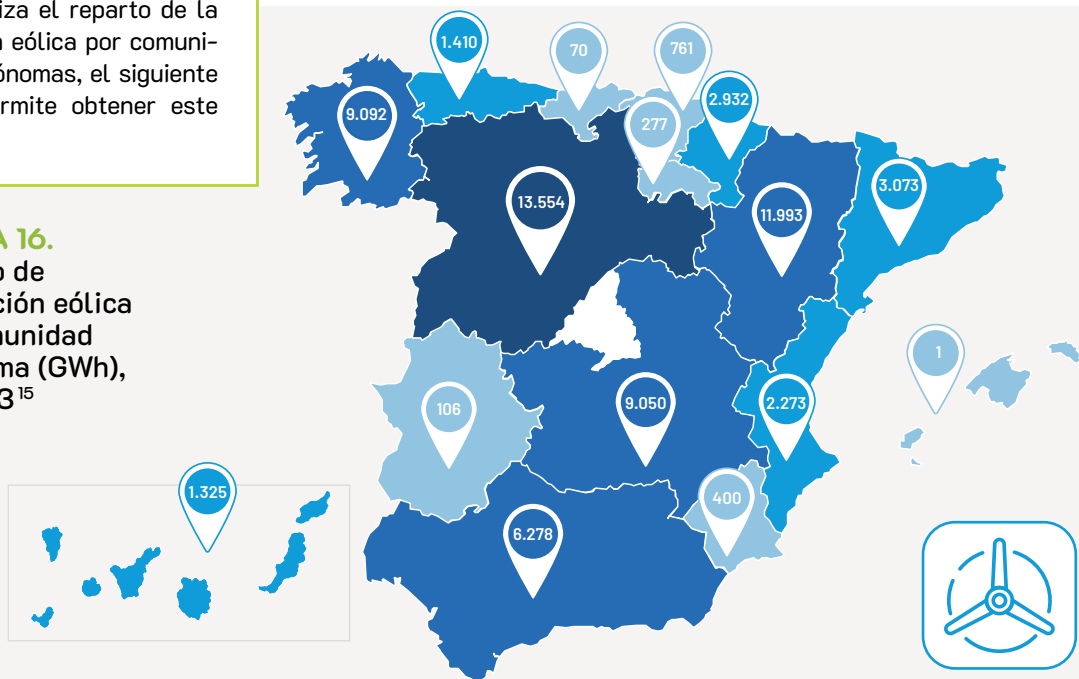 iza el reparto de la
eólica por comuni-
ónomas, el siguiente
rmite obtener este
A 16.
o de
ción eólica
munidad
ma (GWh),
3 15
1.410
70
761
9.092
277
2.932
13.554
11.993
3.073
1
106
9.050
2.273
1.325
400
6.278